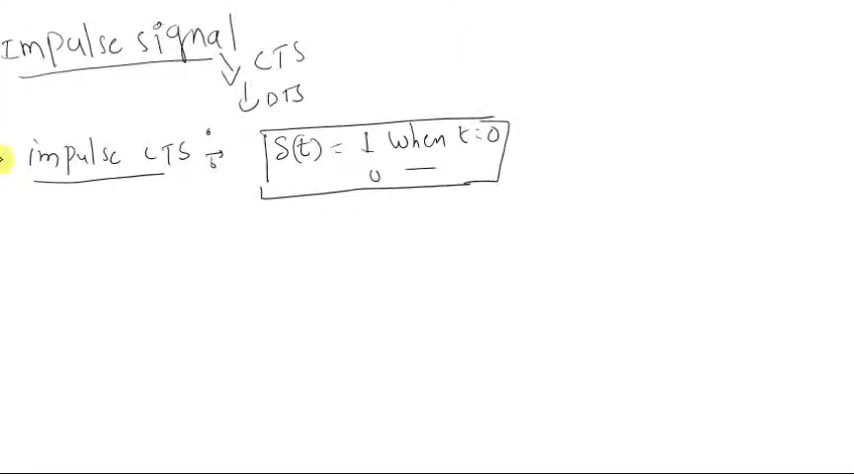 Impulse signal
CTS
DTS
impulse CTS
δ(t) = 1 when t=0
0 —